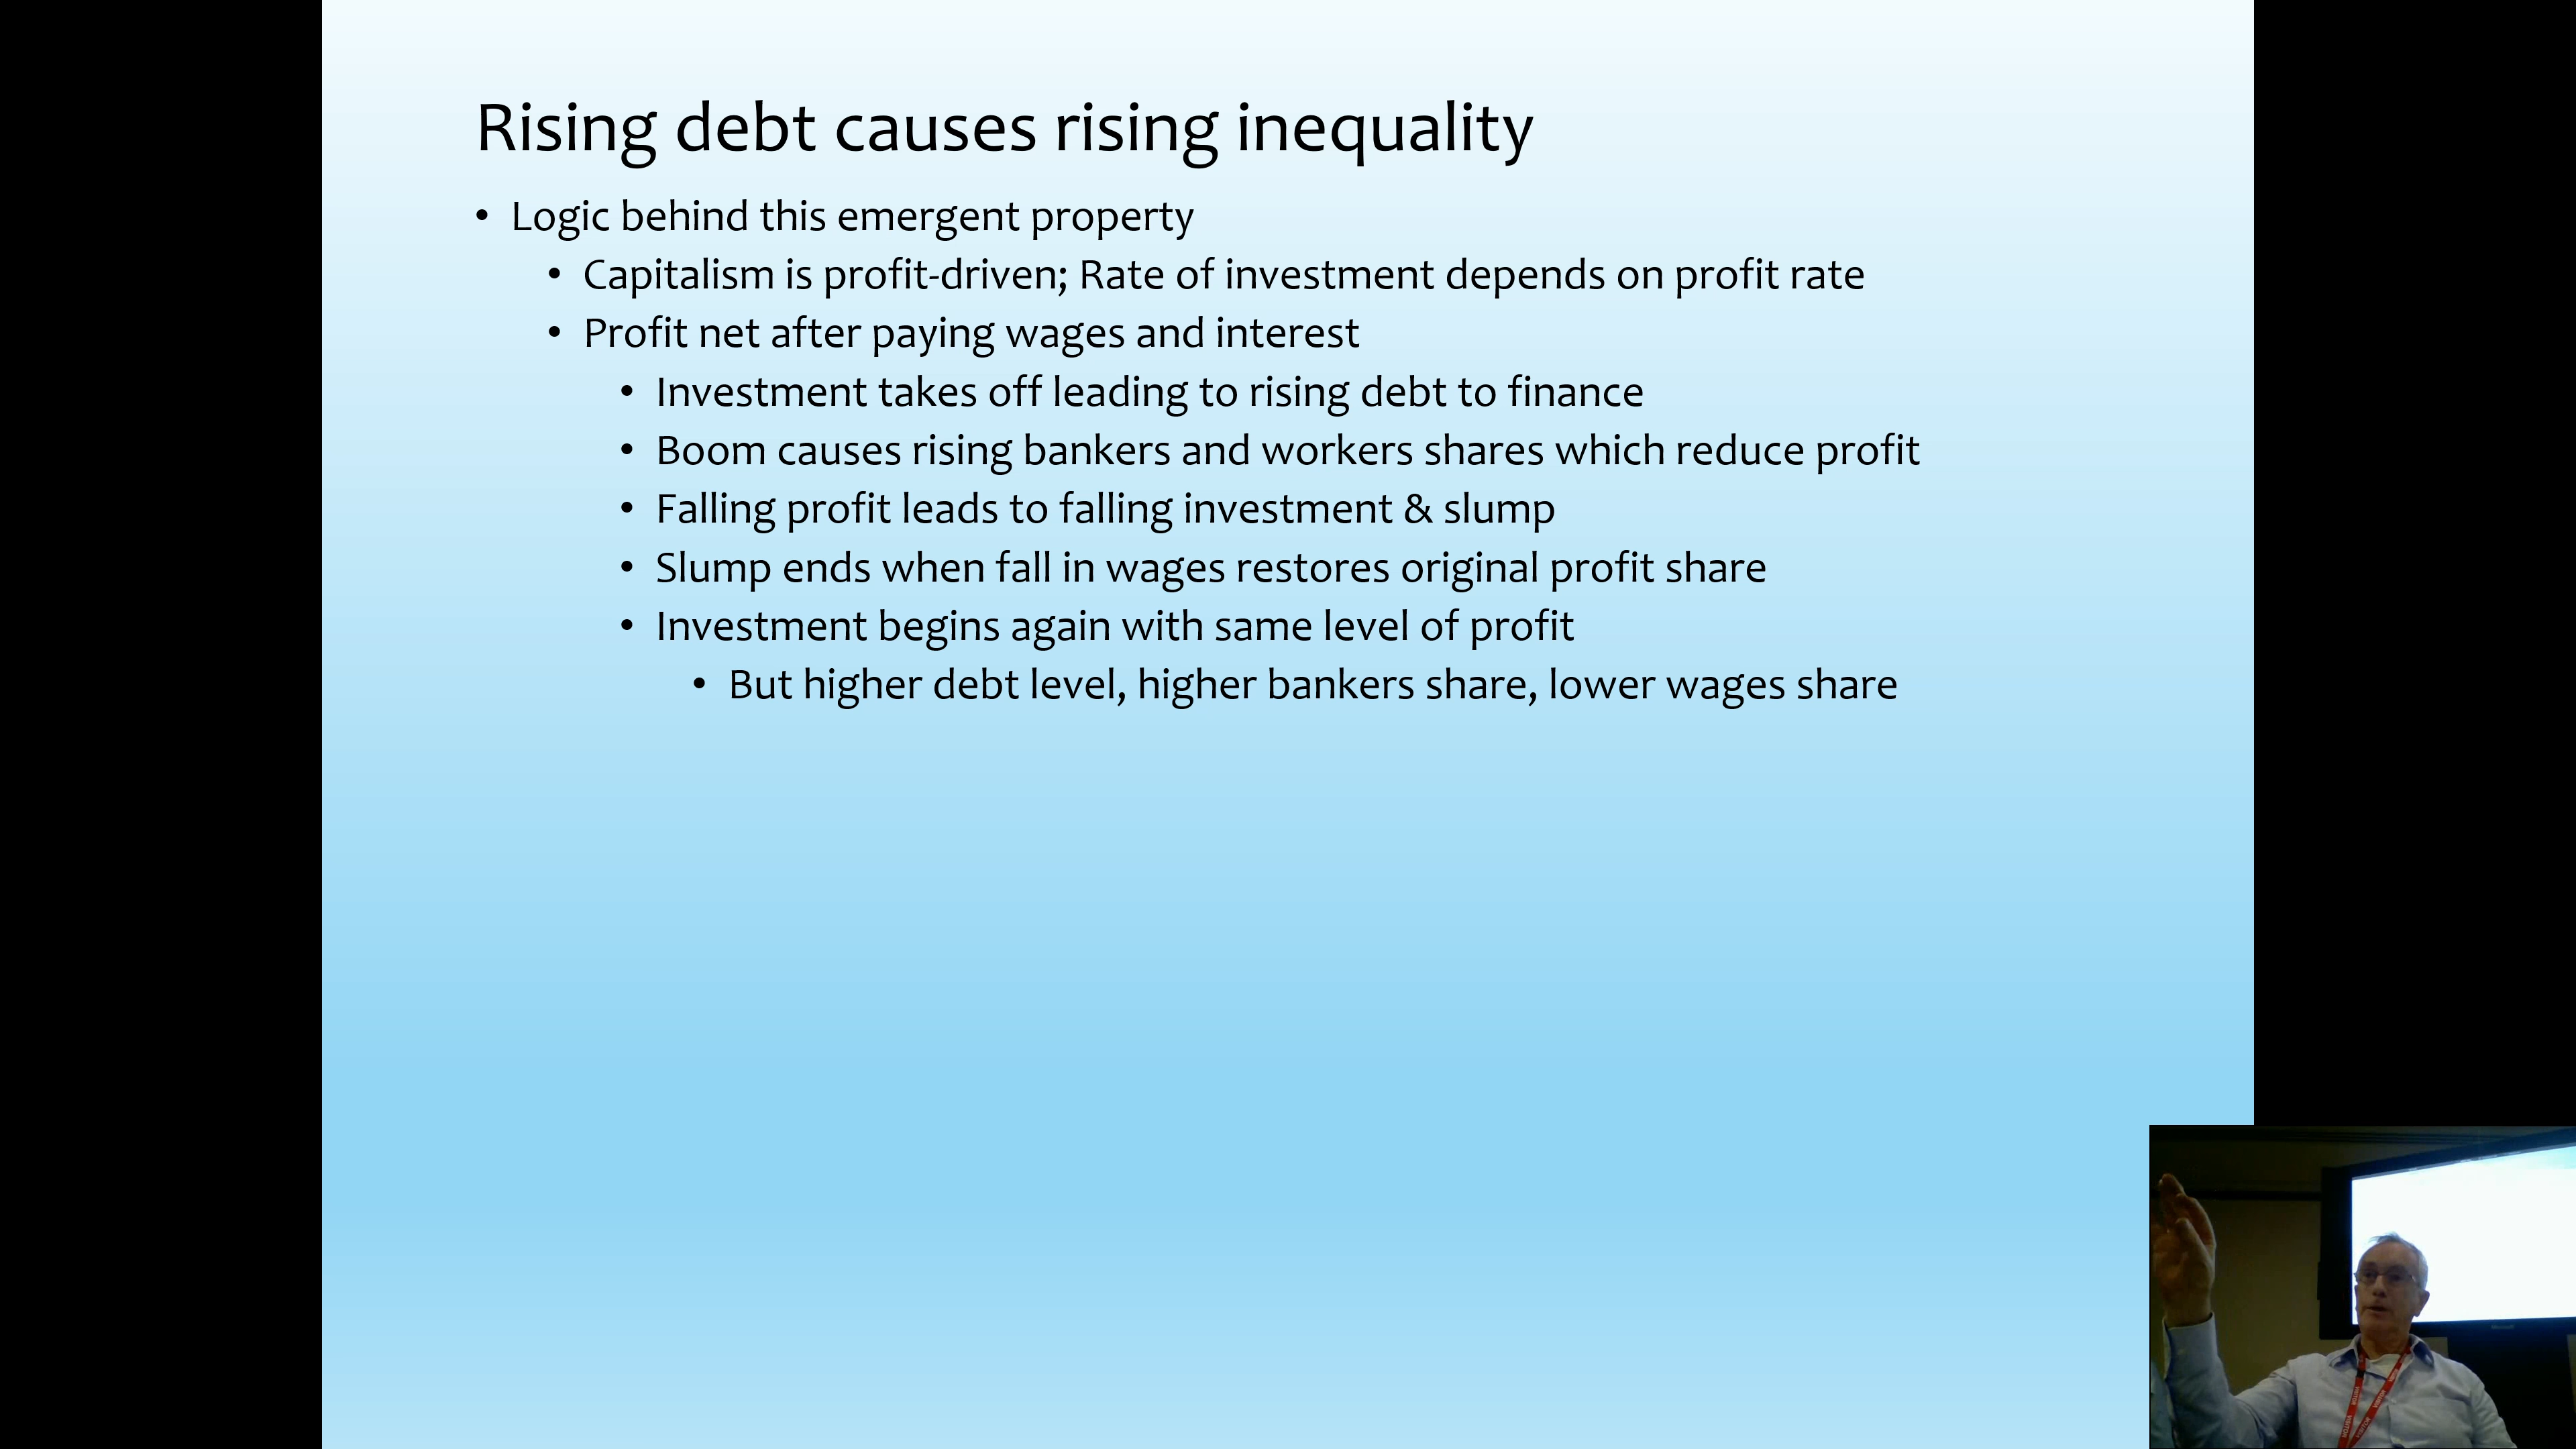 Rising debt causes rising inequality
• Logic behind this emergent property
• Capitalism is profit-driven; Rate of investment depends on profit rate
• Profit net after paying wages and interest
• Investment takes off leading to rising debt to finance
• Boom causes rising bankers and workers shares which reduce profit
• Falling profit leads to falling investment & slump
• Slump ends when fall in wages restores original profit share
• Investment begins again with same level of profit
• But higher debt level, higher bankers share, lower wages share